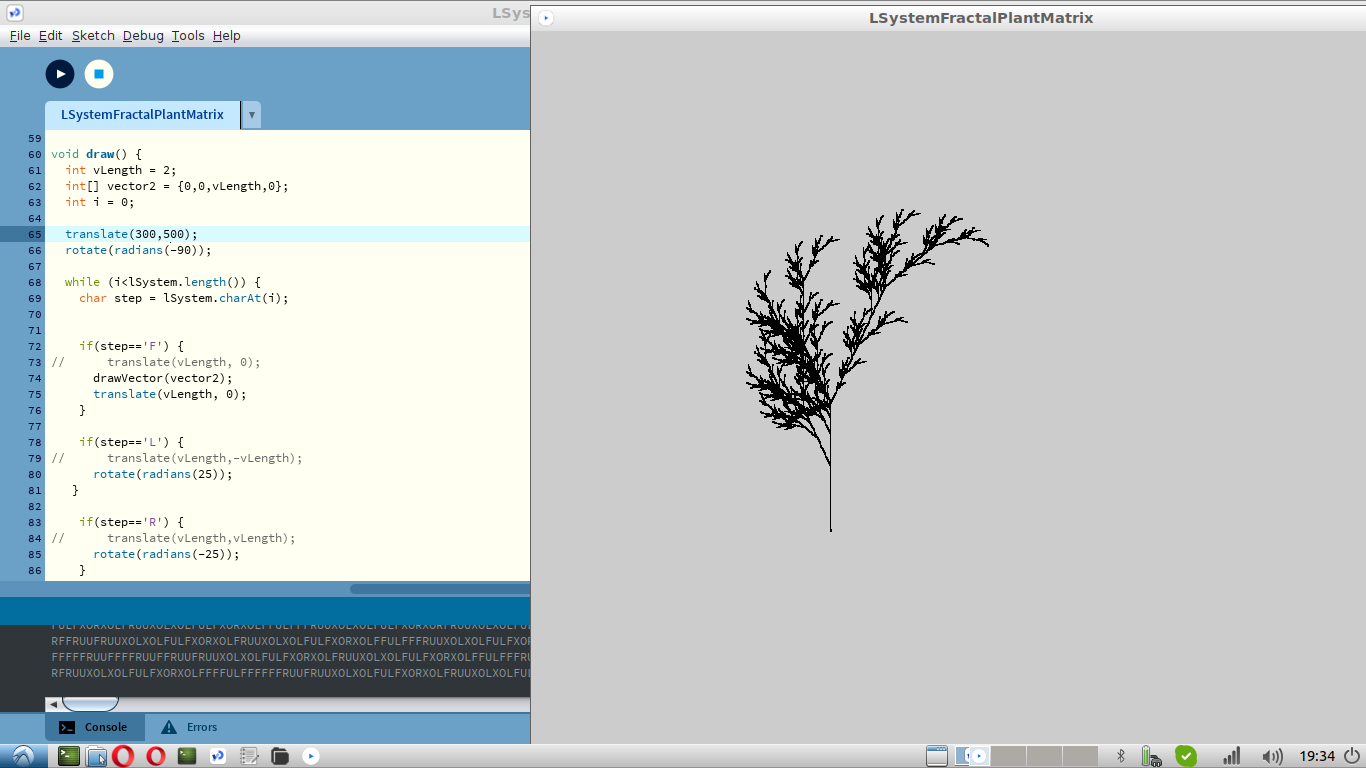 LSys
LSystemFractalPlantMatrix
File Edit Sketch Debug Tools Help
LSystemFractalPlantMatrix
59
60 void draw() {
61 int vLength = 2;
62 int[] vector2 = {0,0,vLength,0};
63 int i = 0;
64
65 translate(300,500);
66 rotate(radians(-90));
67
68 while (i<lSystem.length()) {
69 char step = lSystem.charAt(i);
70
71
72 if(step=='F') {
73 // translate(vLength, 0);
74 drawVector(vector2);
75 translate(vLength, 0);
76 }
77
78 if(step=='L') {
79 // translate(vLength,-vLength);
80 rotate(radians(25));
81 }
82
83 if(step=='R') {
84 // translate(vLength,vLength);
85 rotate(radians(-25));
86 }
RFFRUUFRUUXOLXOLFULFXORXOLFRUUXOLXOLFULFXORXOLFFULFFFRUUXOLXOLFULFXOR
FFFFFRUUFFFFRUUFFRUUFRUUXOLXOLFULFXORXOLFRUUXOLXOLFULFXORXOLFFULFFFRU
RFRUUXOLXOLFULFXORXOLFFFFULFFFFFFRUUFRUUXOLXOLFULFXORXOLFRUUXOLXOLFUL
Console Errors
19:34